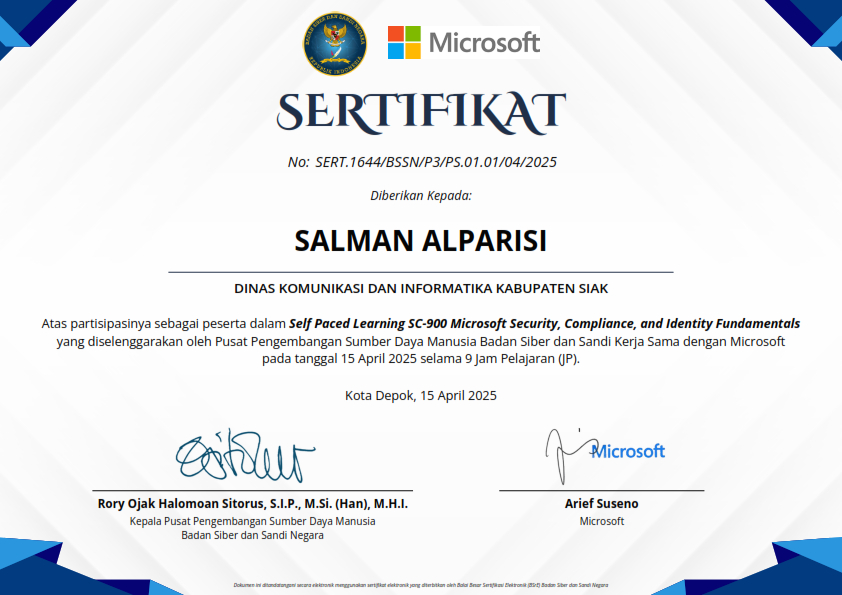 BADAN SIBER DAN SANDI NEGARA
REPUBLIK INDONESIA
Microsoft
SERTIFIKAT
No: SERT.1644/BSSN/P3/PS.01.01/04/2025
Diberikan Kepada:
SALMAN ALPARISI
DINAS KOMUNIKASI DAN INFORMATIKA KABUPATEN SIAK
Atas partisipasinya sebagai peserta dalam Self Paced Learning SC-900 Microsoft Security, Compliance, and Identity Fundamentals
yang diselenggarakan oleh Pusat Pengembangan Sumber Daya Manusia Badan Siber dan Sandi Kerja Sama dengan Microsoft
pada tanggal 15 April 2025 selama 9 Jam Pelajaran (JP).
Kota Depok, 15 April 2025
Microsoft
Rory Ojak Halomoan Sitorus, S.I.P., M.Si. (Han), M.H.I.
Arief Suseno
Kepala Pusat Pengembangan Sumber Daya Manusia
Microsoft
Badan Siber dan Sandi Negara
Dokumen ini ditandatangani secara elektronik menggunakan sertifikat elektronik yang diterbitkan oleh Balai Besar Sertifikasi Elektronik (BSrE) Badan Siber dan Sandi Negara